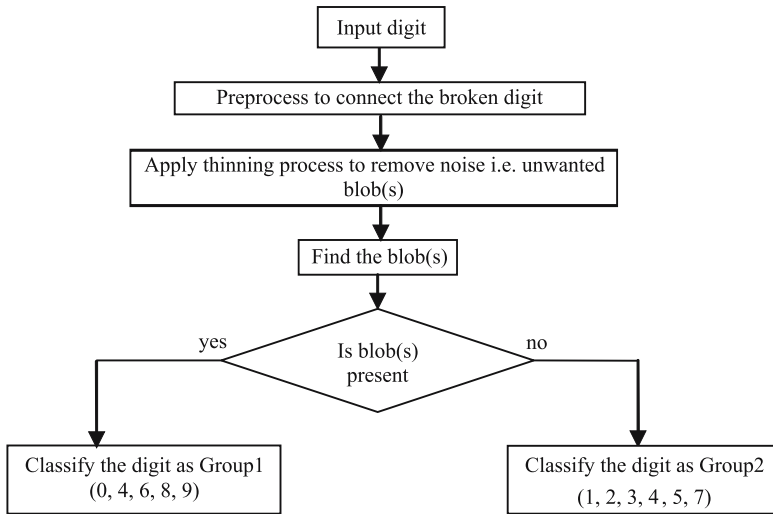 Input digit
Preprocess to connect the broken digit
Apply thinning process to remove noise i.e. unwanted
blob(s)
Find the blob(s)
yes
no
Is blob(s)
present
Classify the digit as Group1
(0, 4, 6, 8, 9)
Classify the digit as Group2
(1, 2, 3, 4, 5, 7)